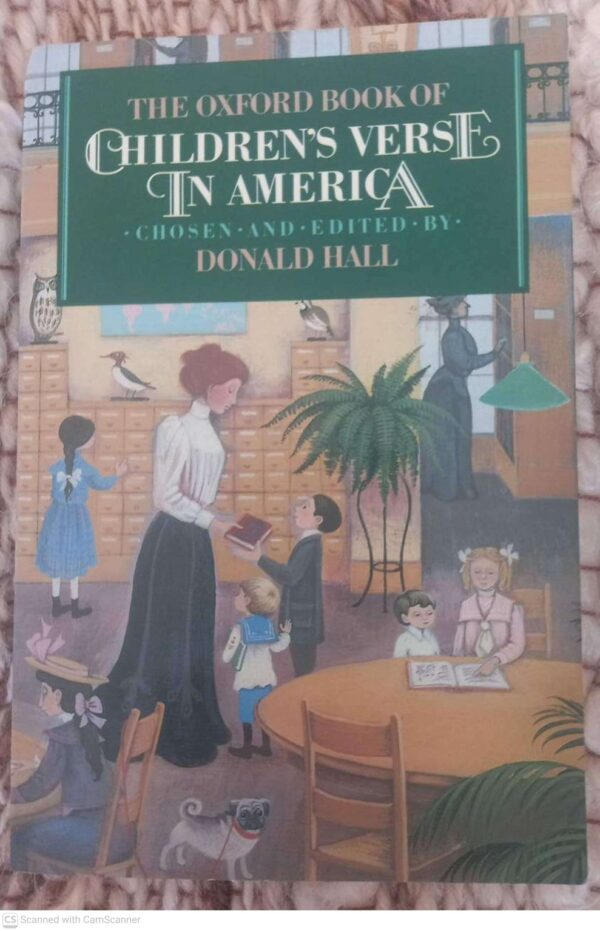 THE OXFORD BOOK OF
CHILDREN'S VERSE
IN AMERICA
·CHOSEN·AND·EDITED·BY·
DONALD HALL
CS Scanned with CamScanner